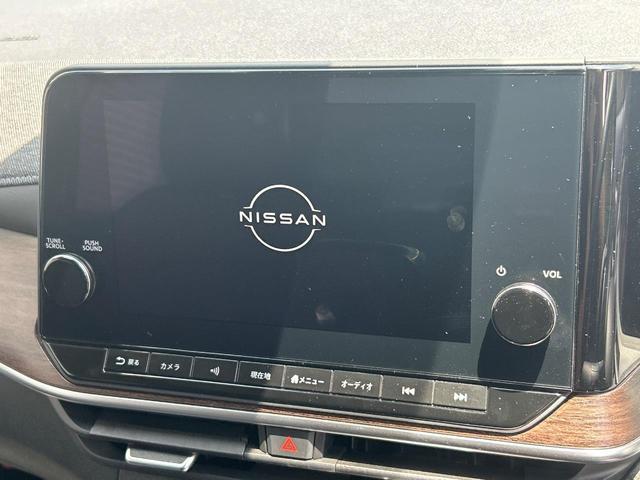 NISSAN
TUNE・
SCROLL
PUSH
SOUND
VOL
戻る
カメラ
現在地
メニュー
オーディオ